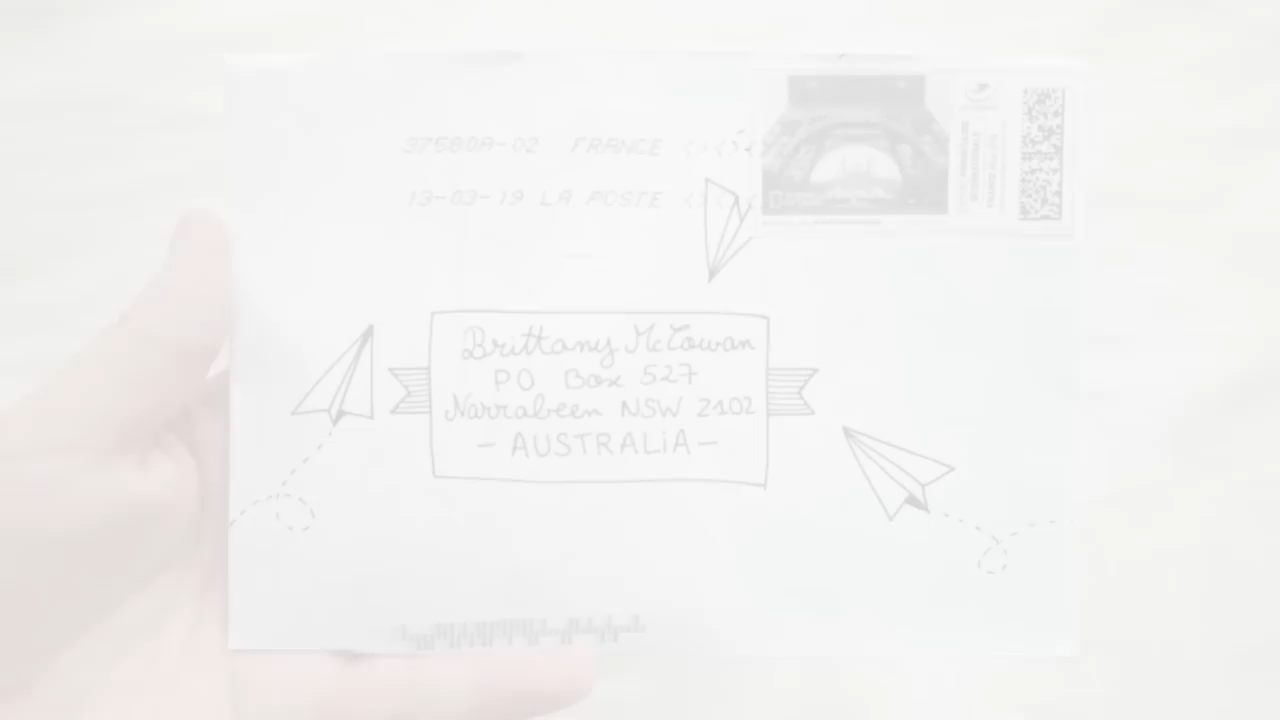 37580A-02 FRANCE
13-03-19 LA POSTE
Brittany McCowan
PO Box 527
Narrabeen NSW 2102
- AUSTRALiA -